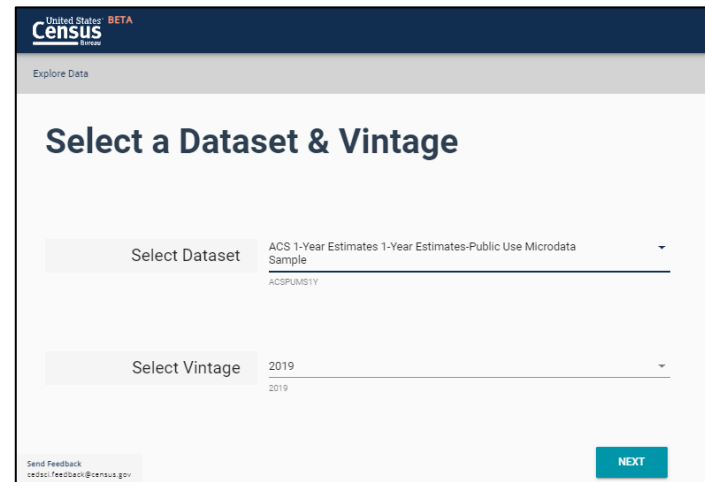 United States® BETA
Census
Bureau
Explore Data
Select a Dataset & Vintage
Select Dataset
ACS 1-Year Estimates 1-Year Estimates-Public Use Microdata
Sample
ACSPUMS1Y
Select Vintage
2019
2019
Send Feedback
cedsci.feedback@census.gov
NEXT